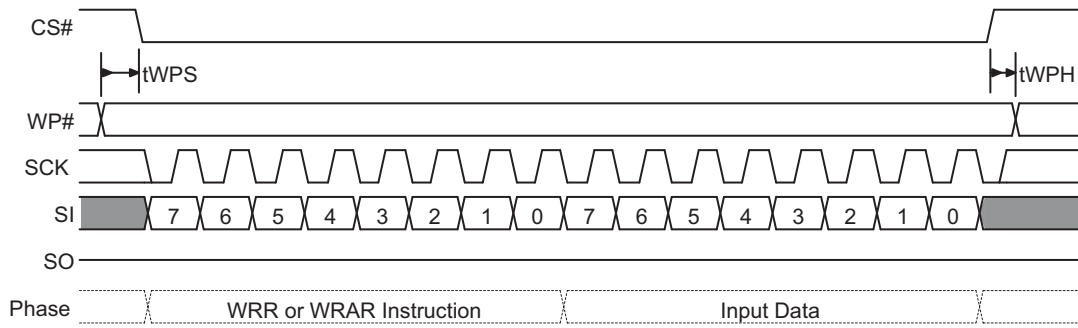 CS#
tWPS
tWPH
WP#
SCK
SI 7 6 5 4 3 2 1 0 7 6 5 4 3 2 1 0
SO
Phase WRR or WRAR Instruction Input Data